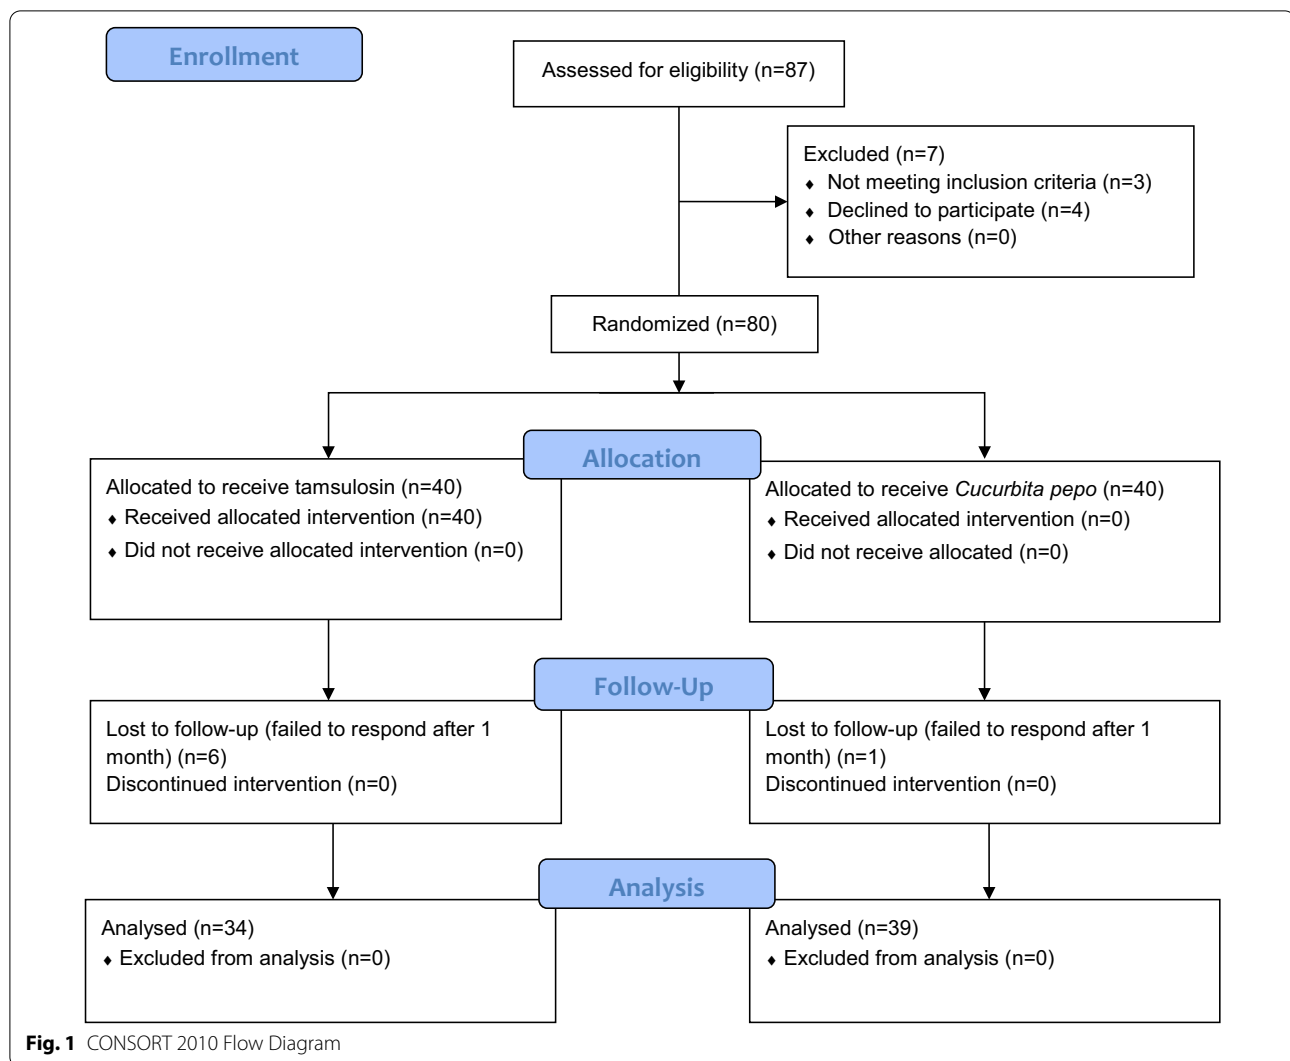 Enrollment
Assessed for eligibility (n=87)
Excluded (n=7)
♦ Not meeting inclusion criteria (n=3)
♦ Declined to participate (n=4)
♦ Other reasons (n=0)
Randomized (n=80)
Allocation
Allocated to receive tamsulosin (n=40)
♦ Received allocated intervention (n=40)
♦ Did not receive allocated intervention (n=0)
Allocated to receive Cucurbita pepo (n=40)
♦ Received allocated intervention (n=0)
♦ Did not receive allocated (n=0)
Follow-Up
Lost to follow-up (failed to respond after 1
month) (n=6)
Discontinued intervention (n=0)
Lost to follow-up (failed to respond after 1
month) (n=1)
Discontinued intervention (n=0)
Analysis
Analysed (n=34)
♦ Excluded from analysis (n=0)
Analysed (n=39)
♦ Excluded from analysis (n=0)
Fig. 1 CONSORT 2010 Flow Diagram